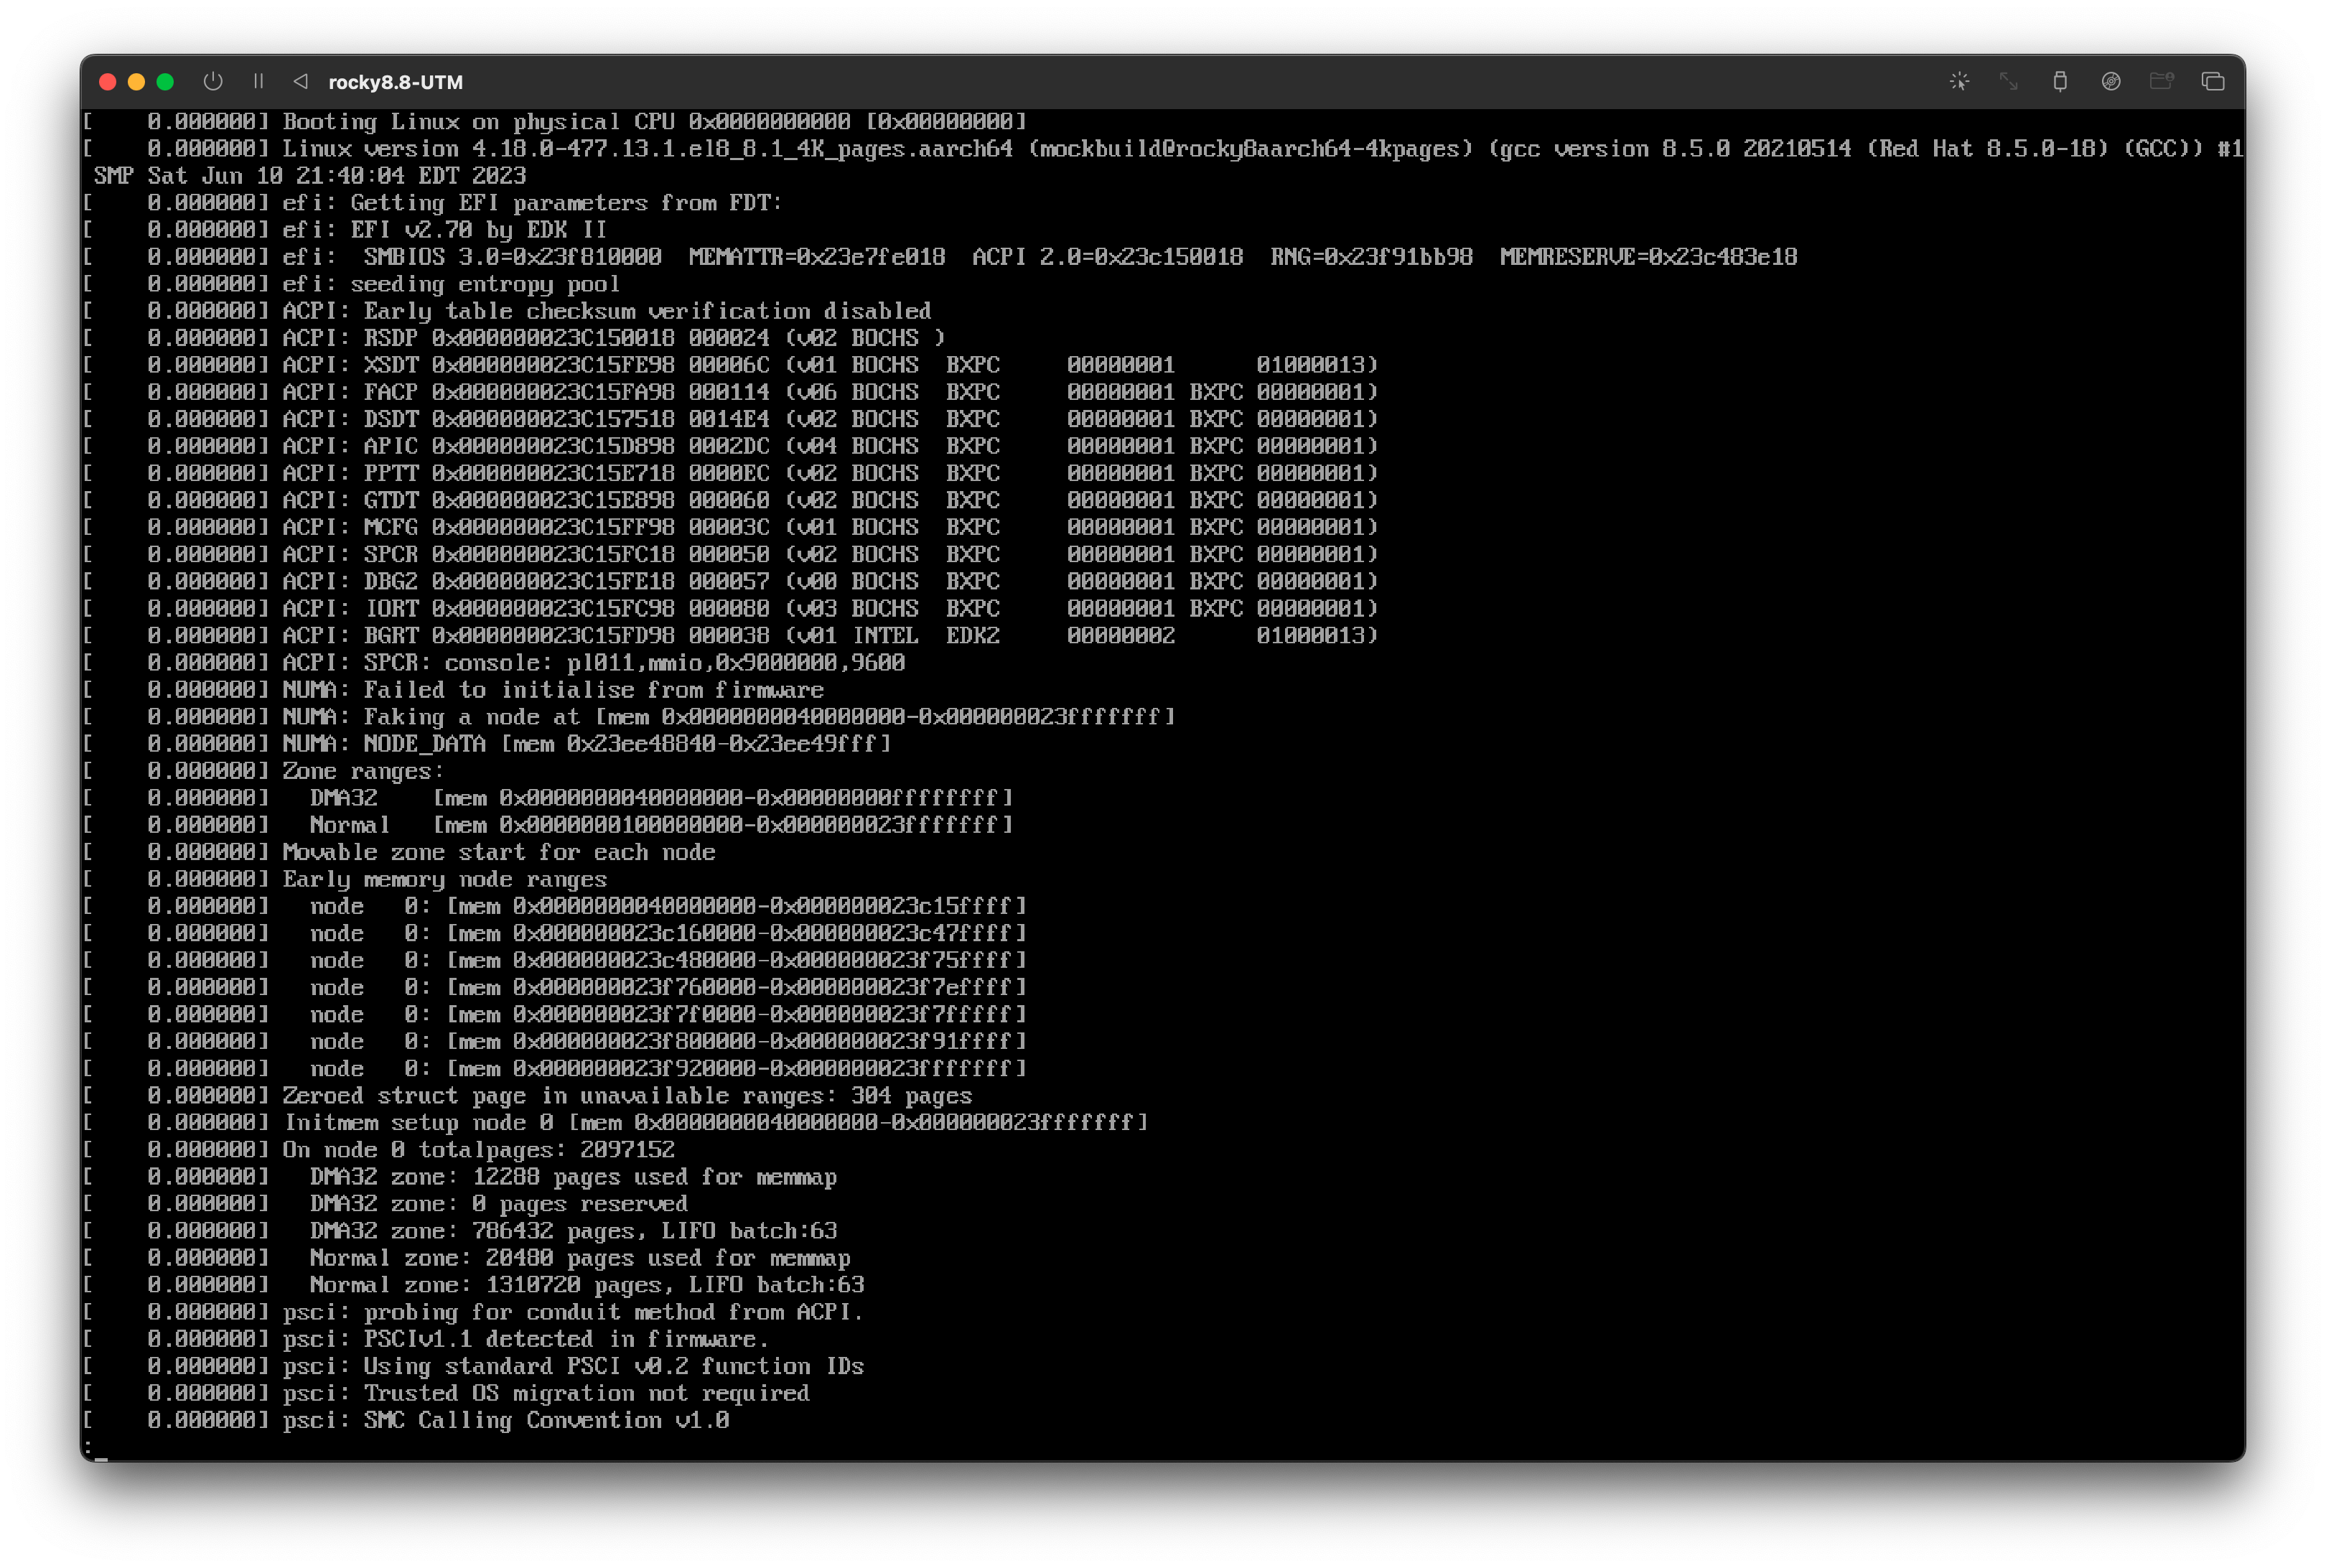 rocky8.8-UTM
[    0.000000] Booting Linux on physical CPU 0x0000000000 [0x00000000]
[    0.000000] Linux version 4.18.0-477.13.1.el8_8.1_4K_pages.aarch64 (mockbuild@rocky8aarch64-4kpages) (gcc version 8.5.0 20210514 (Red Hat 8.5.0-18) (GCC)) #1
SMP Sat Jun 10 21:40:04 EDT 2023
[    0.000000] efi: Getting EFI parameters from FDT:
[    0.000000] efi: EFI v2.70 by EDK II
[    0.000000] efi:  SMBIOS 3.0=0x23f810000  MEMATTR=0x23e7fe018  ACPI 2.0=0x23c150018  RNG=0x23f91bb98  MEMRESERVE=0x23c483e18
[    0.000000] efi: seeding entropy pool
[    0.000000] ACPI: Early table checksum verification disabled
[    0.000000] ACPI: RSDP 0x000000023C150018 000024 (v02 BOCHS )
[    0.000000] ACPI: XSDT 0x000000023C15FE98 00006C (v01 BOCHS  BXPC     00000001      01000013)
[    0.000000] ACPI: FACP 0x000000023C15FA98 000114 (v06 BOCHS  BXPC     00000001 BXPC 00000001)
[    0.000000] ACPI: DSDT 0x000000023C157518 0014E4 (v02 BOCHS  BXPC     00000001 BXPC 00000001)
[    0.000000] ACPI: APIC 0x000000023C15D898 0002DC (v04 BOCHS  BXPC     00000001 BXPC 00000001)
[    0.000000] ACPI: PPTT 0x000000023C15E718 0000EC (v02 BOCHS  BXPC     00000001 BXPC 00000001)
[    0.000000] ACPI: GTDT 0x000000023C15E898 000060 (v02 BOCHS  BXPC     00000001 BXPC 00000001)
[    0.000000] ACPI: MCFG 0x000000023C15FF98 00003C (v01 BOCHS  BXPC     00000001 BXPC 00000001)
[    0.000000] ACPI: SPCR 0x000000023C15FC18 000050 (v02 BOCHS  BXPC     00000001 BXPC 00000001)
[    0.000000] ACPI: DBG2 0x000000023C15FE18 000057 (v00 BOCHS  BXPC     00000001 BXPC 00000001)
[    0.000000] ACPI: IORT 0x000000023C15FC98 000080 (v03 BOCHS  BXPC     00000001 BXPC 00000001)
[    0.000000] ACPI: BGRT 0x000000023C15FD98 000038 (v01 INTEL  EDK2     00000002      01000013)
[    0.000000] ACPI: SPCR: console: pl011,mmio,0x9000000,9600
[    0.000000] NUMA: Failed to initialise from firmware
[    0.000000] NUMA: Faking a node at [mem 0x0000000040000000-0x000000023fffffff]
[    0.000000] NUMA: NODE_DATA [mem 0x23ee48840-0x23ee49fff]
[    0.000000] Zone ranges:
[    0.000000]   DMA32    [mem 0x0000000040000000-0x00000000ffffffff]
[    0.000000]   Normal   [mem 0x0000000100000000-0x000000023fffffff]
[    0.000000] Movable zone start for each node
[    0.000000] Early memory node ranges
[    0.000000]   node   0: [mem 0x0000000040000000-0x000000023c15ffff]
[    0.000000]   node   0: [mem 0x000000023c160000-0x000000023c47ffff]
[    0.000000]   node   0: [mem 0x000000023c480000-0x000000023f75ffff]
[    0.000000]   node   0: [mem 0x000000023f760000-0x000000023f7effff]
[    0.000000]   node   0: [mem 0x000000023f7f0000-0x000000023f7fffff]
[    0.000000]   node   0: [mem 0x000000023f800000-0x000000023f91ffff]
[    0.000000]   node   0: [mem 0x000000023f920000-0x000000023fffffff]
[    0.000000] Zeroed struct page in unavailable ranges: 304 pages
[    0.000000] Initmem setup node 0 [mem 0x0000000040000000-0x000000023fffffff]
[    0.000000] On node 0 totalpages: 2097152
[    0.000000]   DMA32 zone: 12288 pages used for memmap
[    0.000000]   DMA32 zone: 0 pages reserved
[    0.000000]   DMA32 zone: 786432 pages, LIFO batch:63
[    0.000000]   Normal zone: 20480 pages used for memmap
[    0.000000]   Normal zone: 1310720 pages, LIFO batch:63
[    0.000000] psci: probing for conduit method from ACPI.
[    0.000000] psci: PSCIv1.1 detected in firmware.
[    0.000000] psci: Using standard PSCI v0.2 function IDs
[    0.000000] psci: Trusted OS migration not required
[    0.000000] psci: SMC Calling Convention v1.0
: